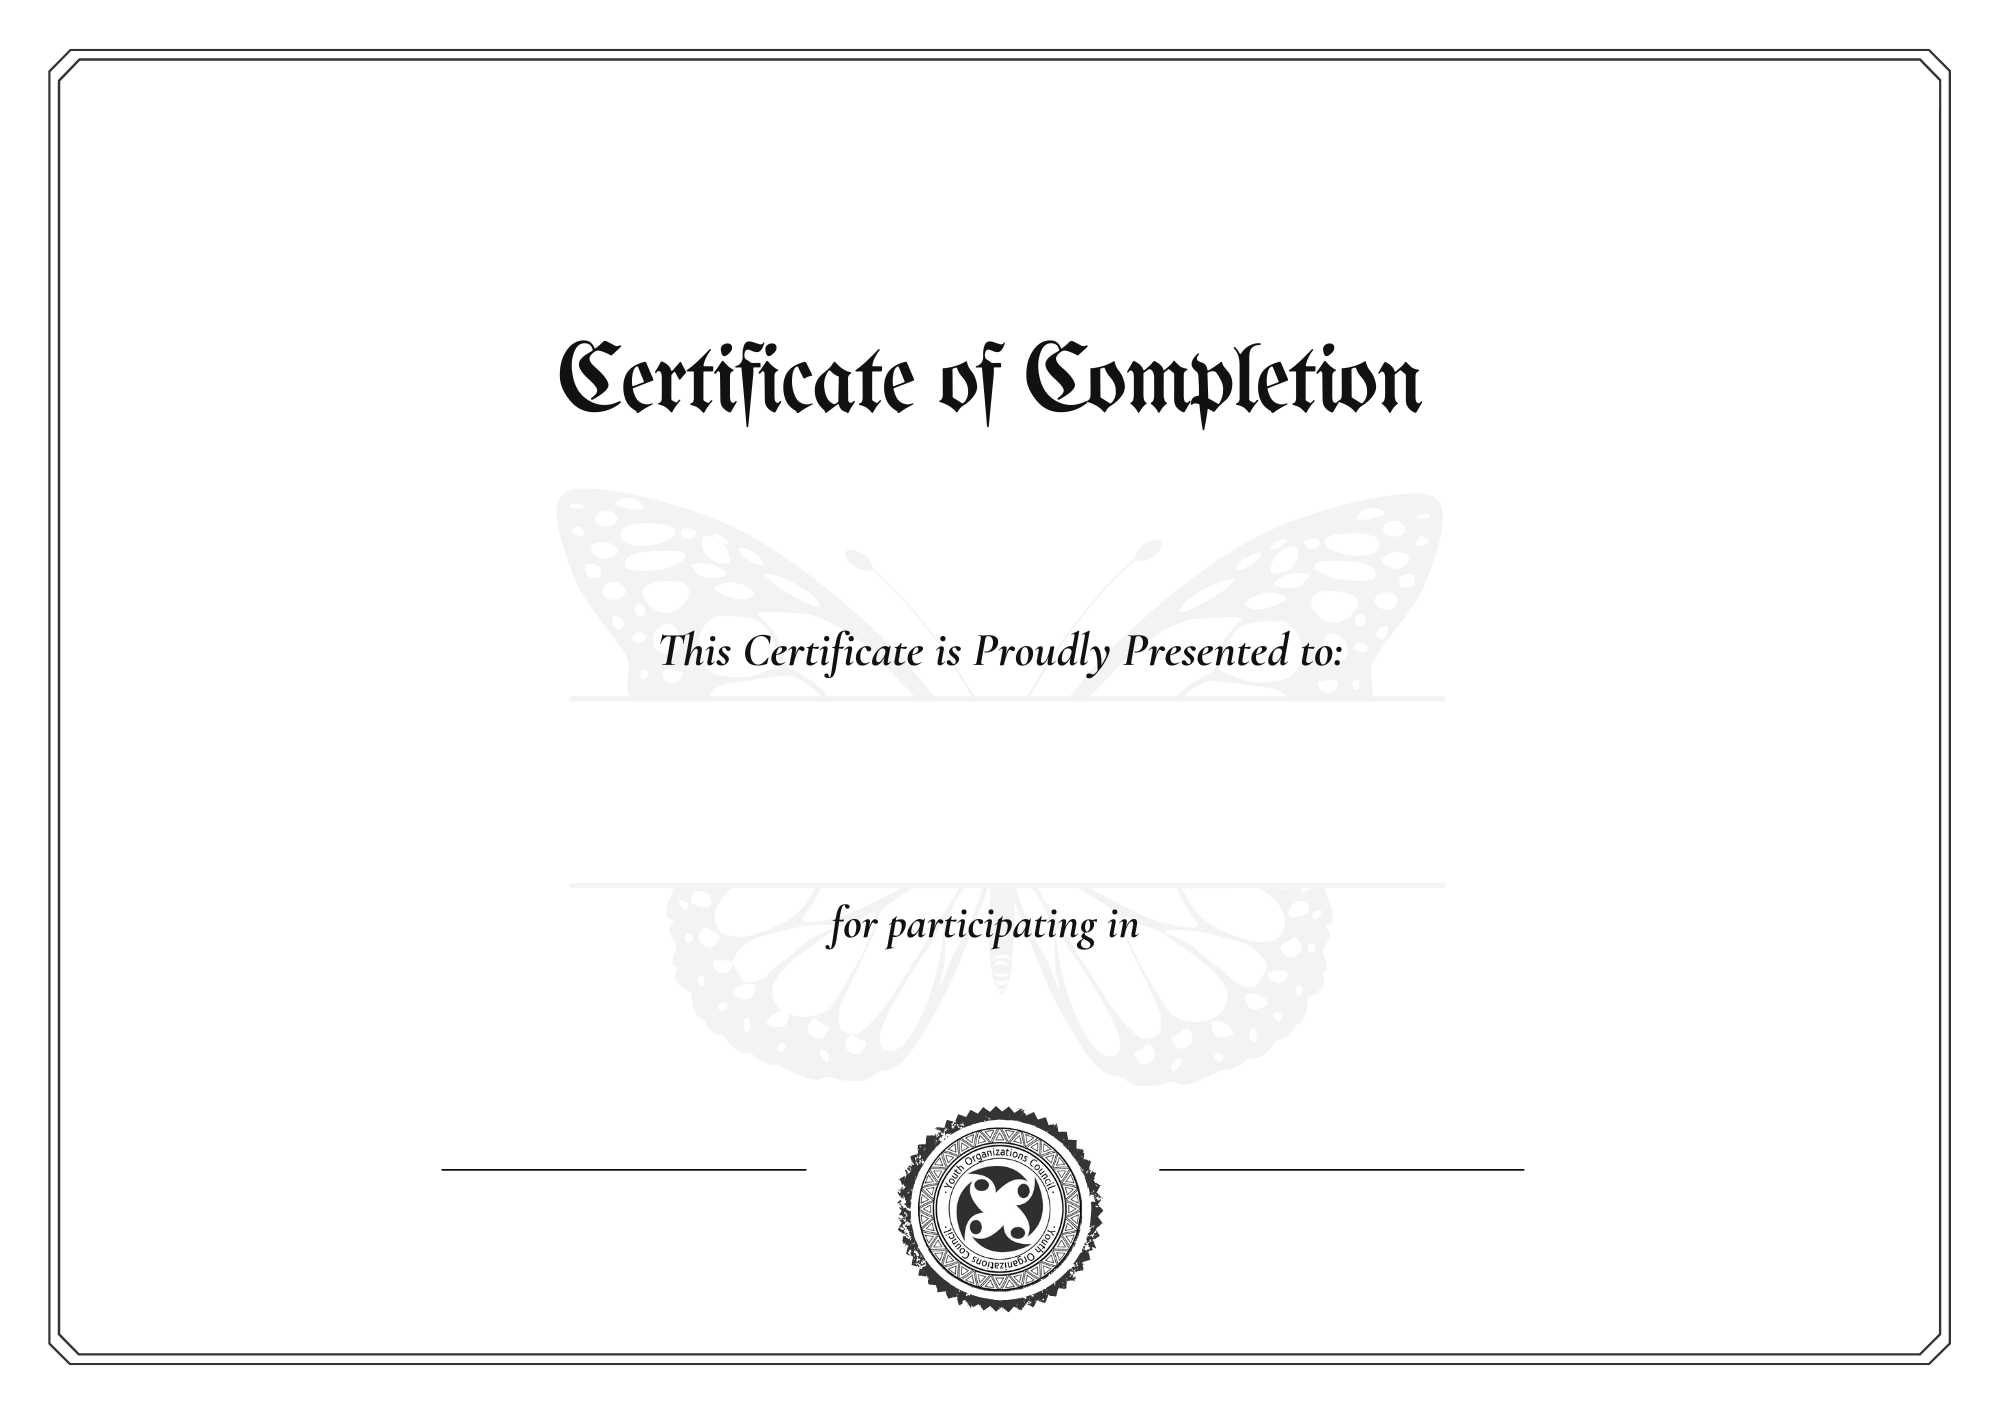 Certificate of Completion
This Certificate is Proudly Presented to:
for participating in
· Youth Organizations Council ·
· Youth Organizations Council ·